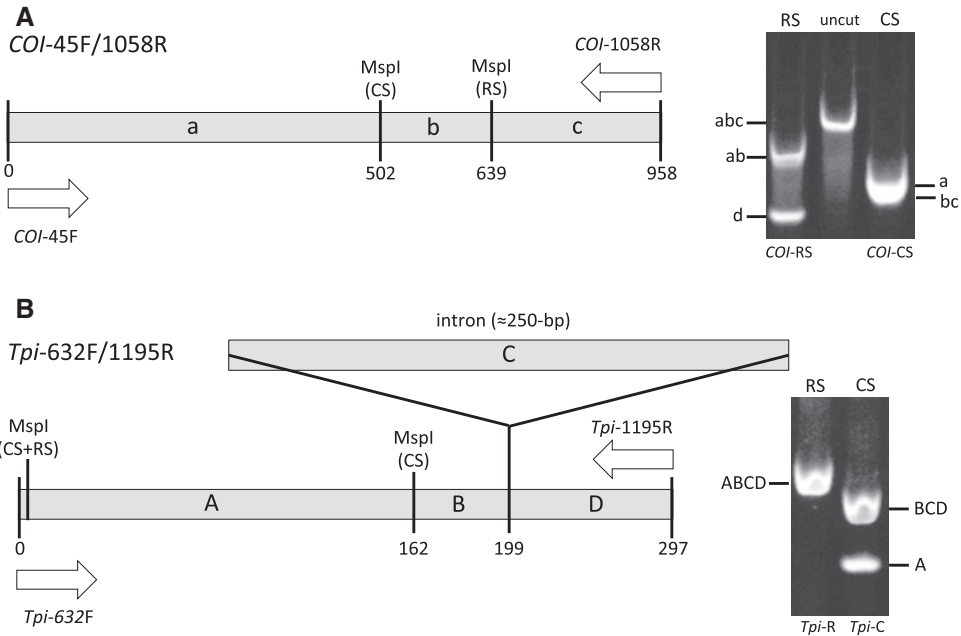 A
COI-45F/1058R
COI-1058R
MspI
(CS)
MspI
(RS)
a
b
c
0
502
639
958
COI-45F
RS
uncut
CS
abc
ab
d
a
bc
COI-RS
COI-CS
B
Tpi-632F/1195R
intron (≈250-bp)
C
MspI
(CS+RS)
MspI
(CS)
Tpi-1195R
A
B
D
0
162
199
297
Tpi-632F
RS
CS
ABCD
BCD
A
Tpi-R
Tpi-C